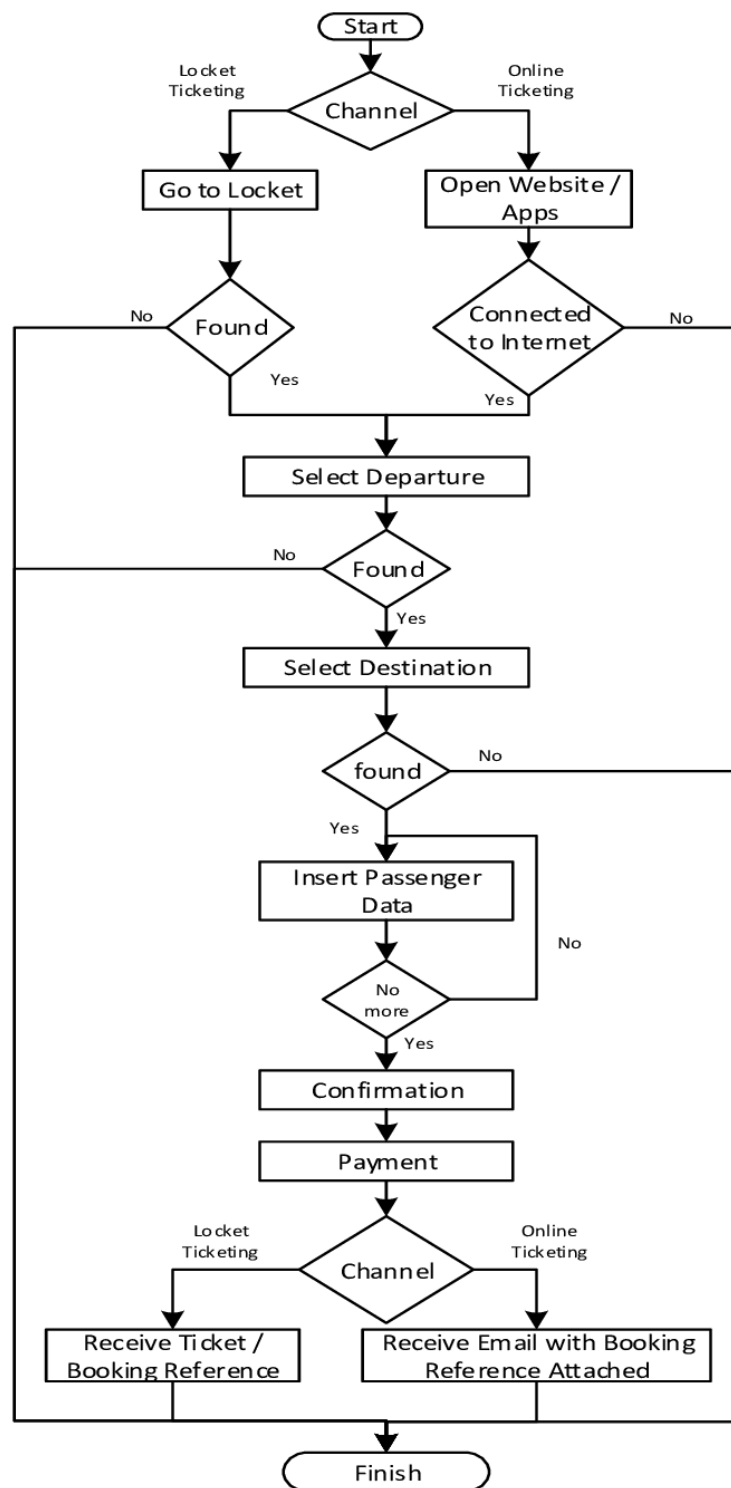 Start
Locket
Ticketing
Online
Ticketing
Channel
Go to Locket
Open Website /
Apps
No
Found
Connected
to Internet
No
Yes
Yes
Select Departure
No
Found
Yes
Select Destination
found
No
Yes
Insert Passenger
Data
No
No
more
Yes
Confirmation
Payment
Locket
Ticketing
Online
Ticketing
Channel
Receive Ticket /
Booking Reference
Receive Email with Booking
Reference Attached
Finish